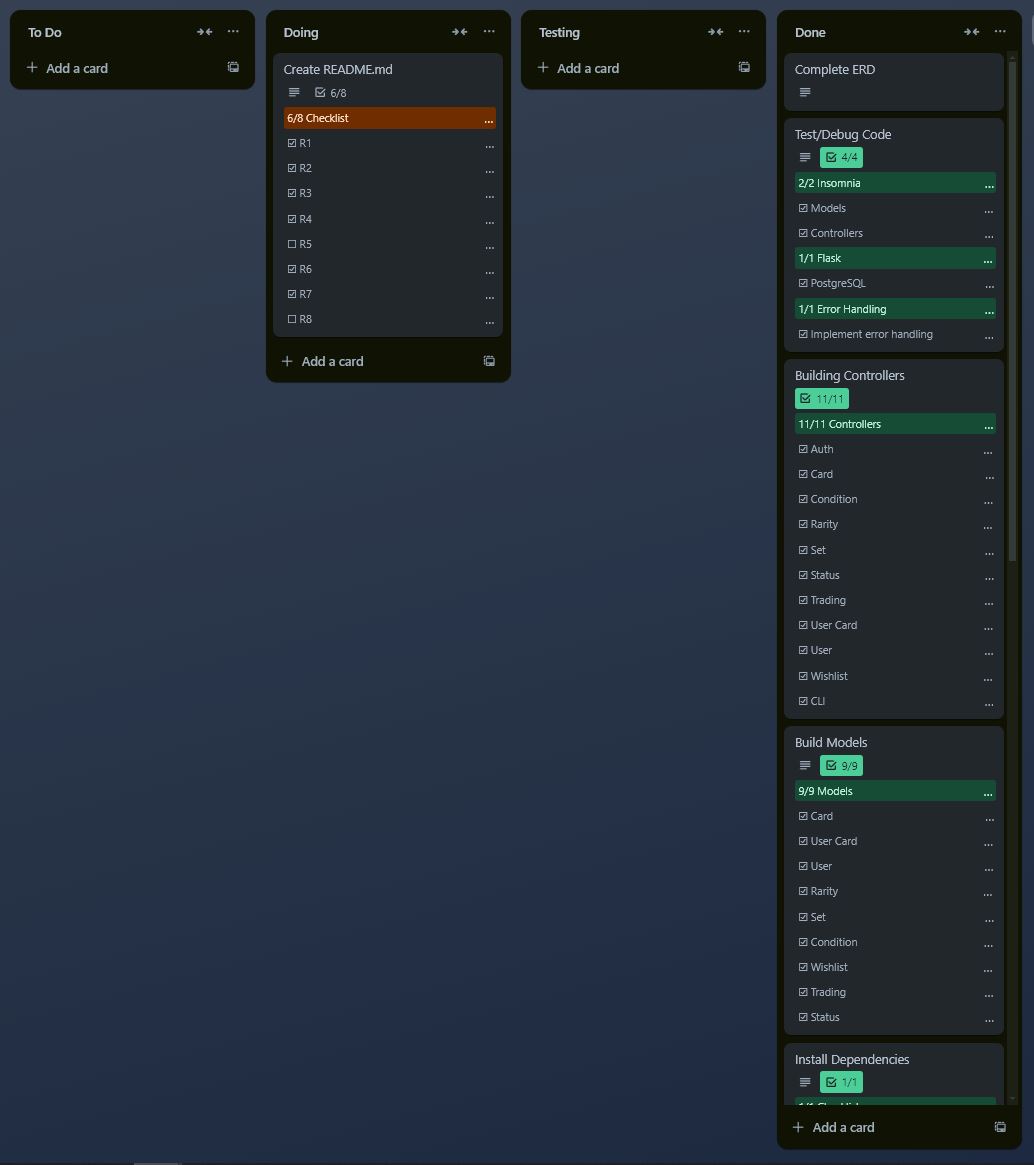 To Do
Add a card
Doing
Create README.md
6/8
6/8 Checklist
R1
R2
R3
R4
R5
R6
R7
R8
Add a card
Testing
Add a card
Done
Complete ERD
Test/Debug Code
4/4
2/2 Insomnia
Models
Controllers
1/1 Flask
PostgreSQL
1/1 Error Handling
Implement error handling
Building Controllers
11/11
11/11 Controllers
Auth
Card
Condition
Rarity
Set
Status
Trading
User Card
User
Wishlist
CLI
Build Models
9/9
9/9 Models
Card
User Card
User
Rarity
Set
Condition
Wishlist
Trading
Status
Install Dependencies
1/1
Add a card